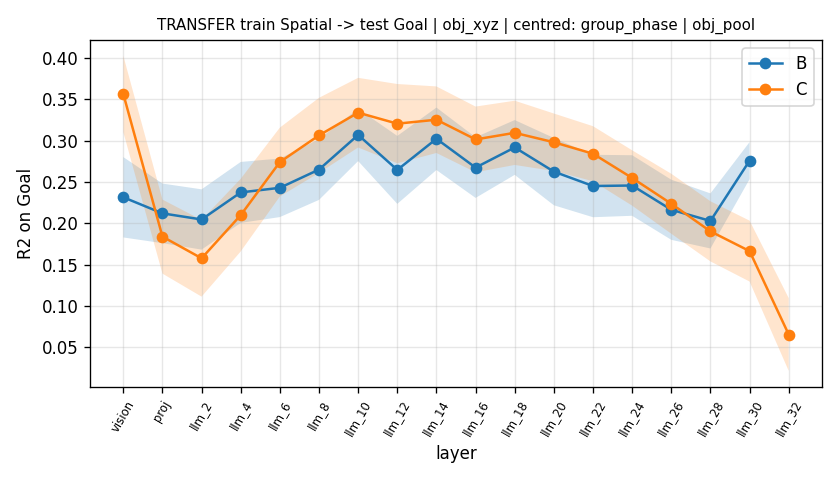 TRANSFER train Spatial -> test Goal | obj_xyz | centred: group_phase | obj_pool
B
C
R2 on Goal
0.40
0.35
0.30
0.25
0.20
0.15
0.10
0.05
vision
proj
llm_2
llm_4
llm_6
llm_8
llm_10
llm_12
llm_14
llm_16
llm_18
llm_20
llm_22
llm_24
llm_26
llm_28
llm_30
llm_32
layer